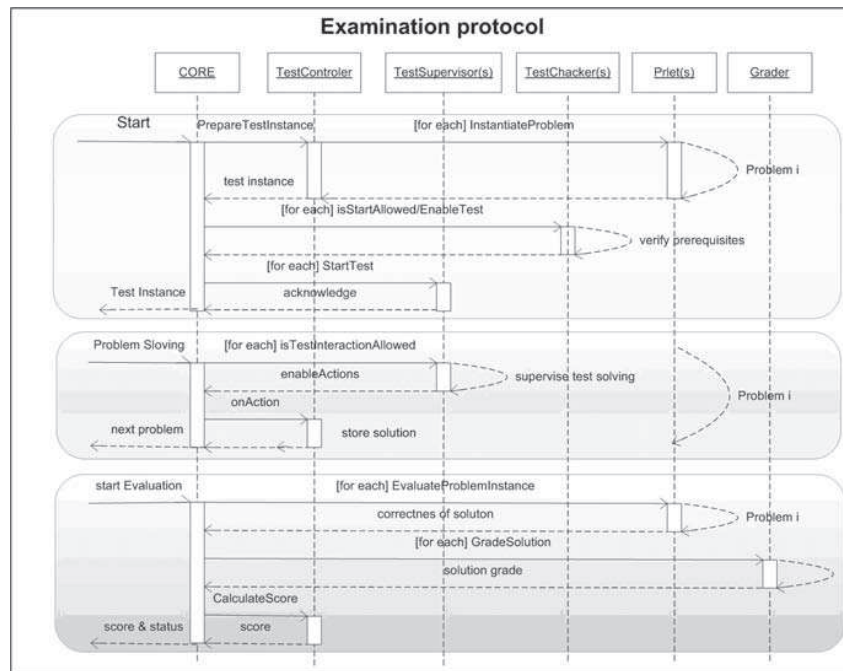 Examination protocol
CORE TestControler TestSupervisor(s) TestChacker(s) Prlet(s) Grader
Start PrepareTestInstance [for each] InstantiateProblem
Problem i
test instance
[for each] isStartAllowed/EnableTest
verify prerequisites
[for each] StartTest
Test Instance acknowledge
Problem Sloving [for each] isTestInteractionAllowed
enableActions supervise test solving
onAction Problem i
next problem store solution
start Evaluation [for each] EvaluateProblemInstance
correctnes of soluton Problem i
[for each] GradeSolution
solution grade
CalculateScore
score & status score